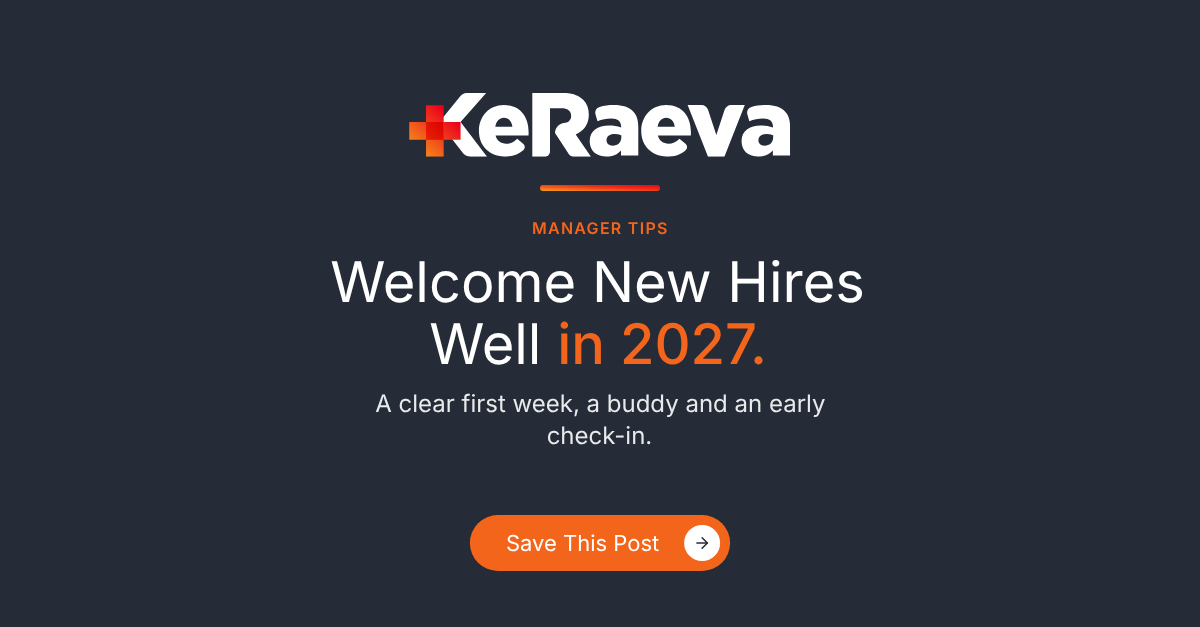 KeRaeva
MANAGER TIPS
Welcome New Hires
Well in 2027.
A clear first week, a buddy and an early
check-in.
Save This Post